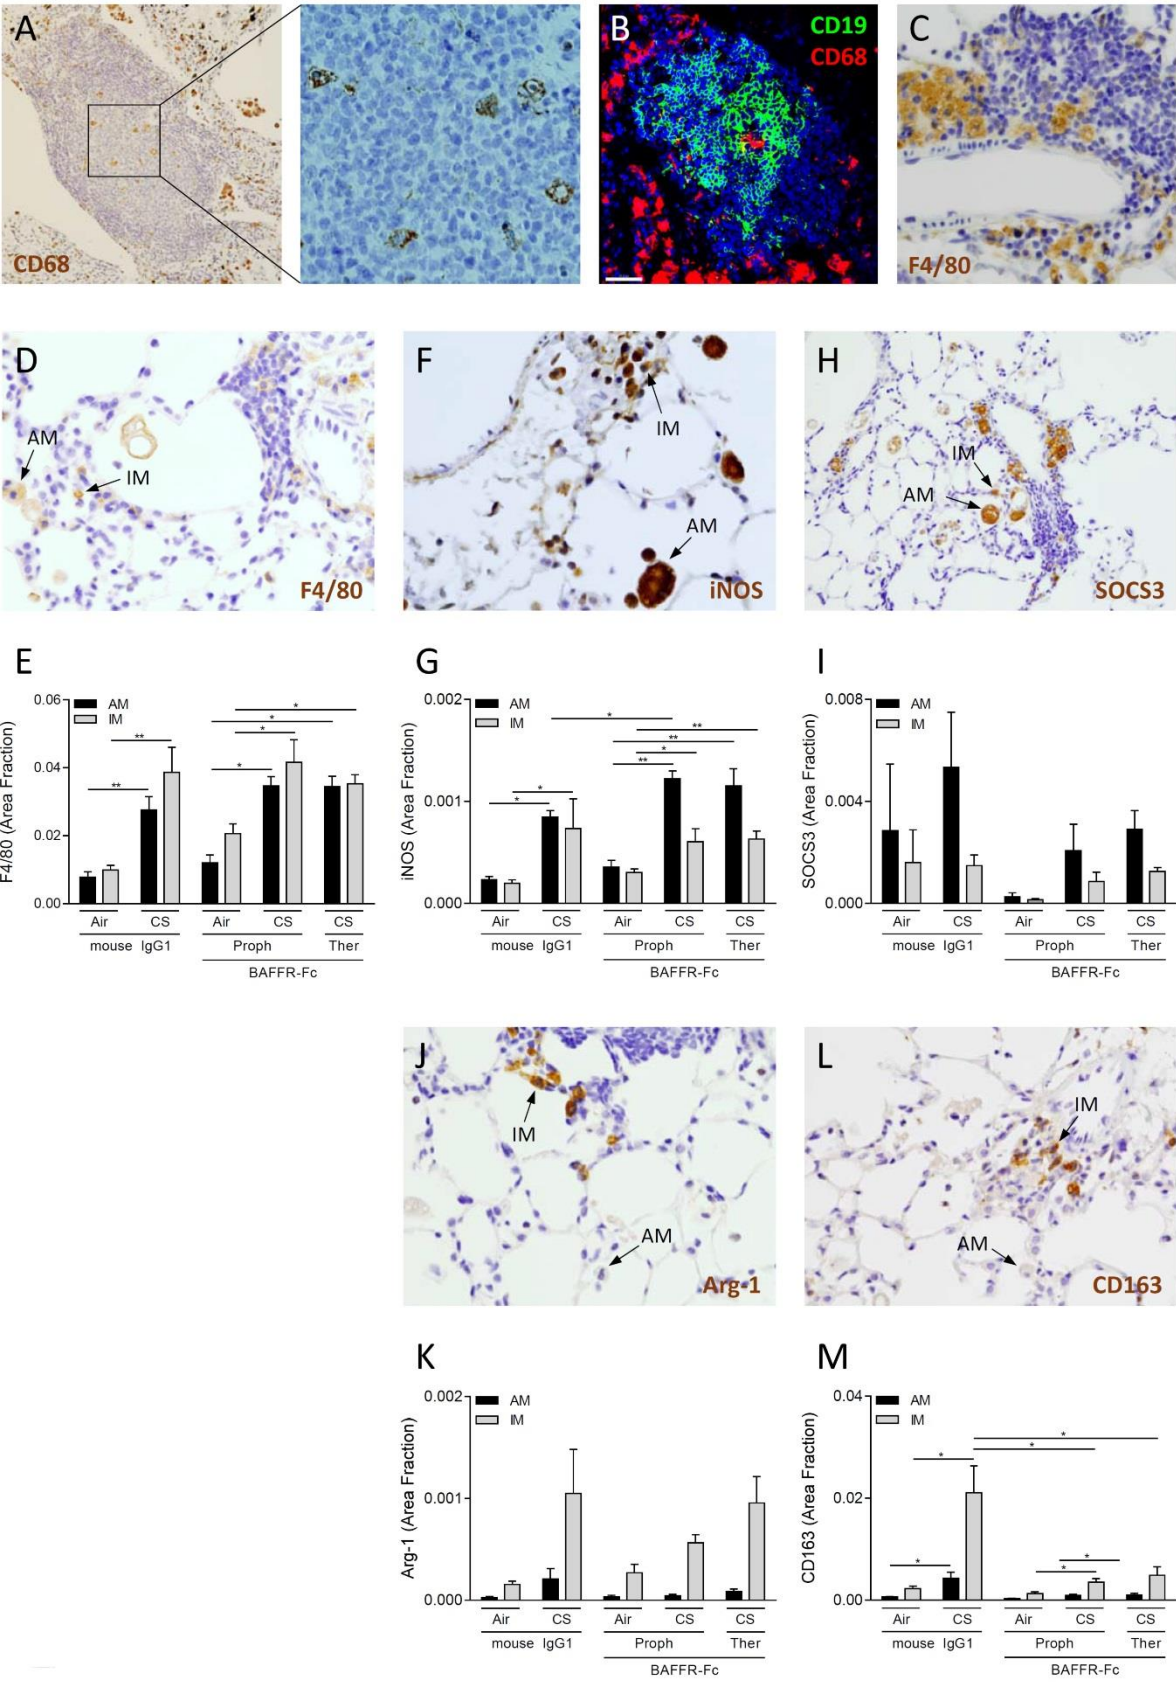 A
CD68
B
CD19
CD68
C
F4/80
D
AM
IM
F4/80
F
IM
AM
iNOS
H
IM
AM
SOCS3
E
F4/80 (Area Fraction)
0.06
0.04
0.02
0.00
AM
IM
**
**
*
*
*
*
Air
CS
Air
CS
CS
mouse IgG1
Proph
Ther
BAFFR-Fc
G
iNOS (Area Fraction)
0.002
0.001
0.000
AM
IM
*
*
*
**
**
*
**
Air
CS
Air
CS
CS
mouse IgG1
Proph
Ther
BAFFR-Fc
I
SOCS3 (Area Fraction)
0.008
0.004
0.000
AM
IM
Air
CS
Air
CS
CS
mouse IgG1
Proph
Ther
BAFFR-Fc
J
IM
AM
Arg-1
L
IM
AM
CD163
K
Arg-1 (Area Fraction)
0.002
0.001
0.000
AM
IM
Air
CS
Air
CS
CS
mouse IgG1
Proph
Ther
BAFFR-Fc
M
CD163 (Area Fraction)
0.04
0.02
0.00
AM
IM
*
*
*
*
*
*
Air
CS
Air
CS
CS
mouse IgG1
Proph
Ther
BAFFR-Fc